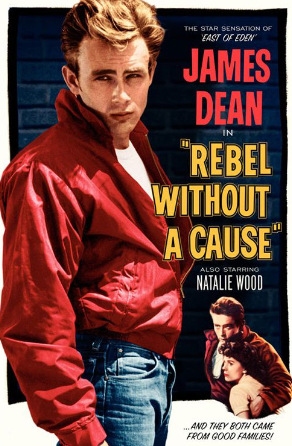 THE STAR SENSATION OF
'EAST OF EDEN'
JAMES
DEAN
IN
"REBEL
WITHOUT
A CAUSE"
ALSO STARRING
NATALIE WOOD
...AND THEY BOTH CAME
FROM GOOD FAMILIES!